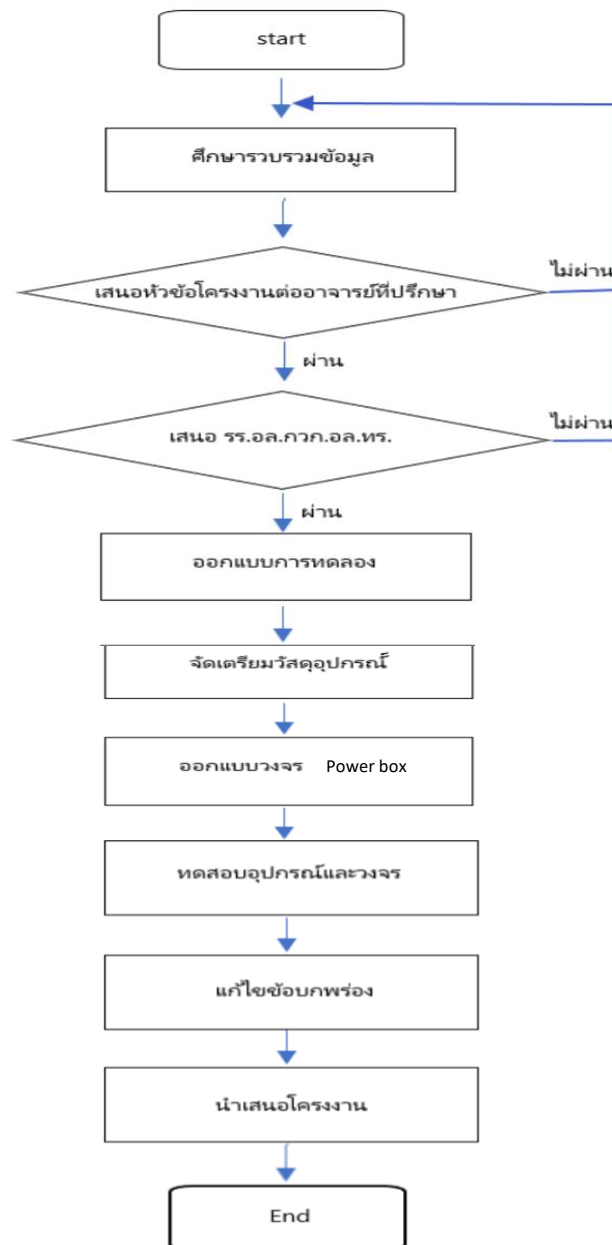 start
ศึกษารวบรวมข้อมูล
เสนอหัวข้อโครงงานต่ออาจารย์ที่ปรึกษา
ไม่ผ่าน
ผ่าน
เสนอ รร.อล.กวก.อล.ทร.
ไม่ผ่าน
ผ่าน
ออกแบบการทดลอง
จัดเตรียมวัสดุอุปกรณ์
ออกแบบวงจร Power box
ทดสอบอุปกรณ์และวงจร
แก้ไขข้อบกพร่อง
นำเสนอโครงงาน
End